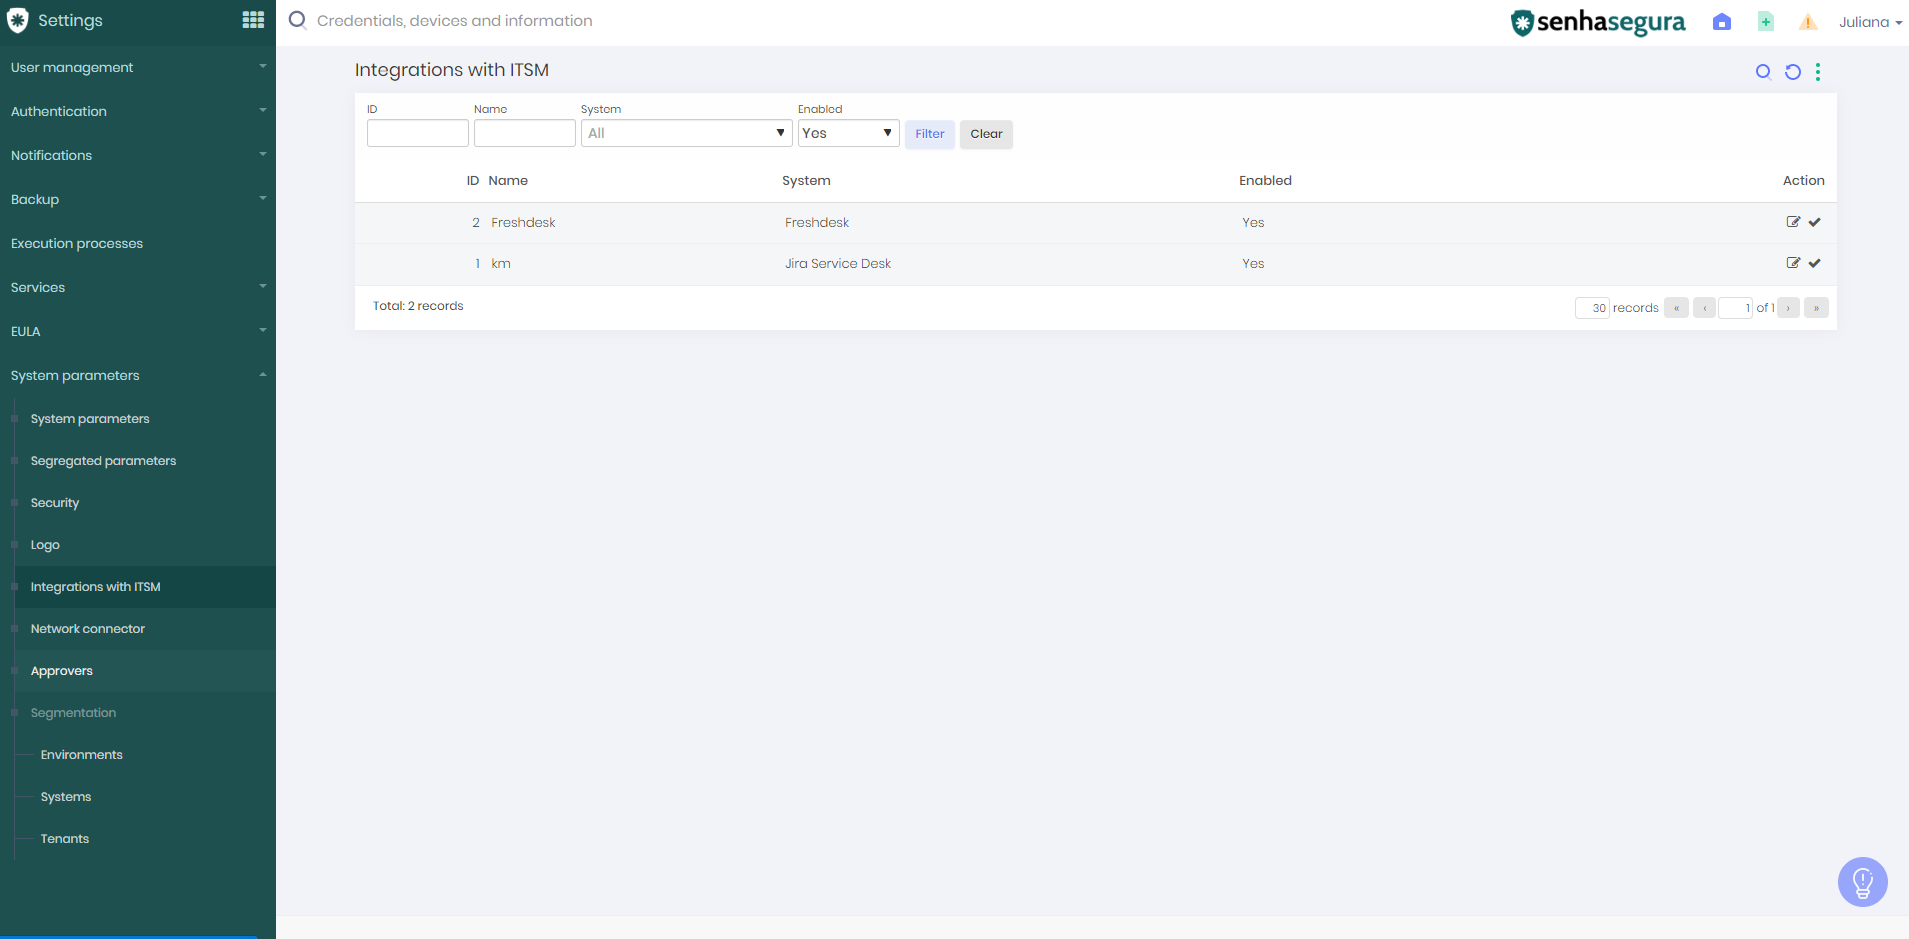 Settings
Credentials, devices and information
senhasegura
Juliana
User management
Authentication
Notifications
Backup
Execution processes
Services
EULA
System parameters
System parameters
Segregated parameters
Security
Logo
Integrations with ITSM
Network connector
Approvers
Segmentation
Environments
Systems
Tenants
Integrations with ITSM
ID Name System Enabled
All Yes Filter Clear
ID Name System Enabled Action
2 Freshdesk Freshdesk Yes
1 km Jira Service Desk Yes
Total: 2 records
30 records « ‹ 1 of 1 › »